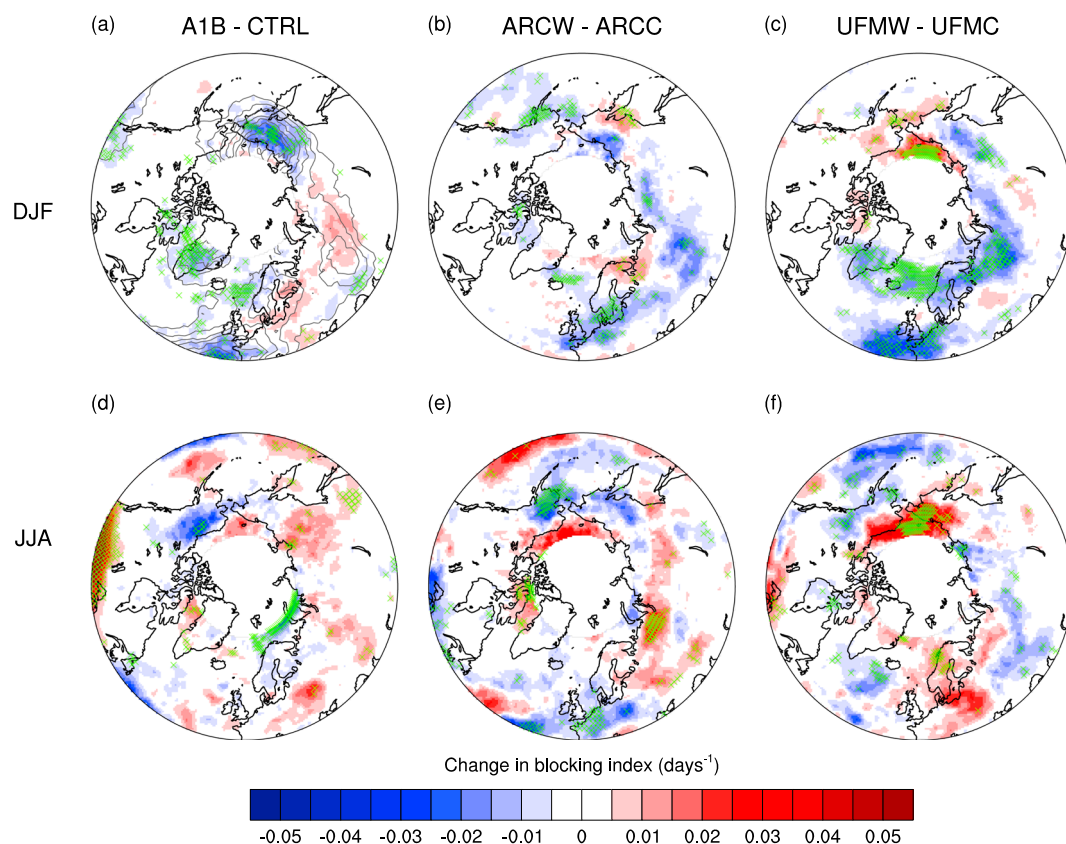 (a) A1B - CTRL (b) ARCW - ARCC (c) UFMW - UFMC
DJF
(d) (e) (f)
JJA
Change in blocking index (days⁻¹)
-0.05 -0.04 -0.03 -0.02 -0.01 0 0.01 0.02 0.03 0.04 0.05